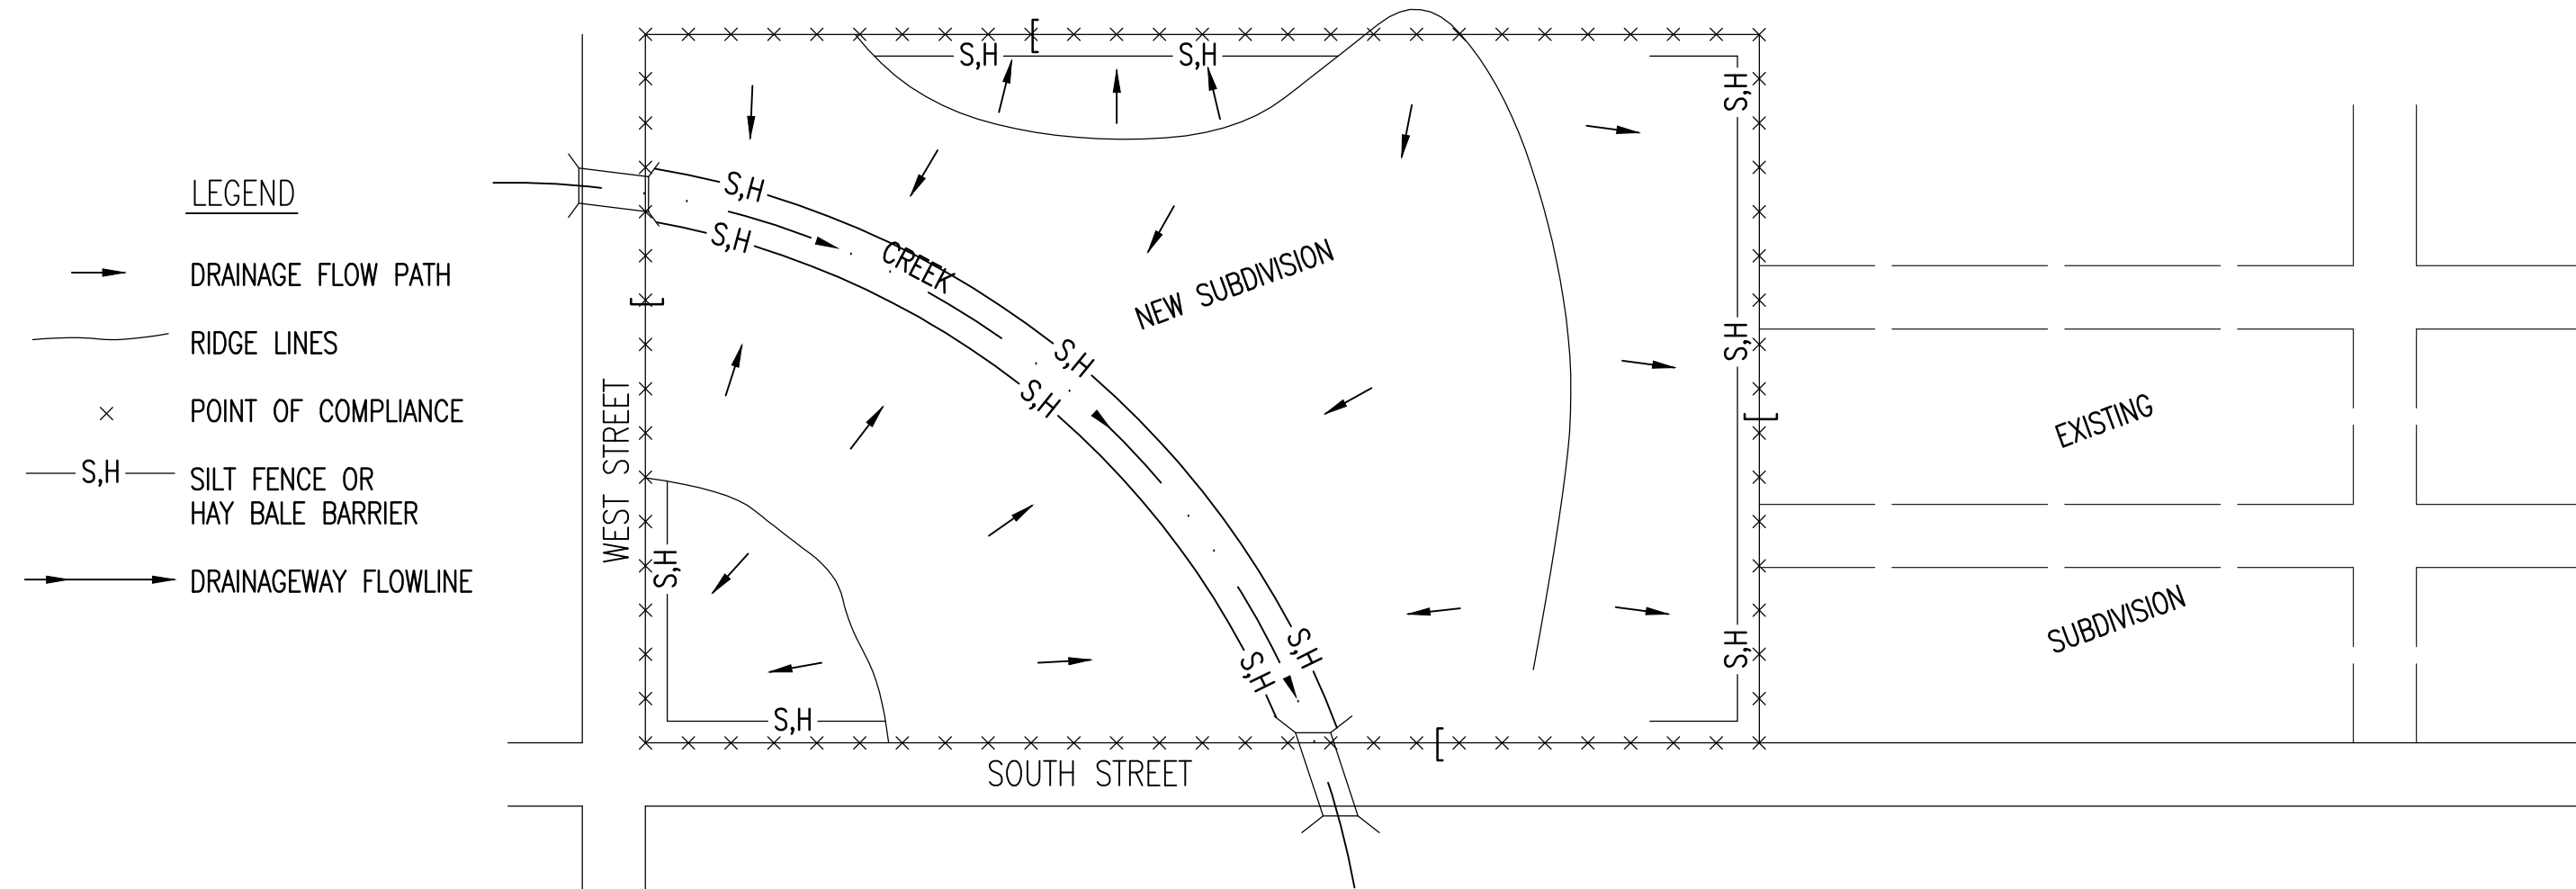 LEGEND
DRAINAGE FLOW PATH
RIDGE LINES
POINT OF COMPLIANCE
S,H
SILT FENCE OR
HAY BALE BARRIER
DRAINAGEWAY FLOWLINE
S,H
S,H
S,H
S,H
S,H
CREEK
NEW SUBDIVISION
S,H
S,H
S,H
WEST STREET
EXISTING
S,H
S,H
S,H
S,H
SUBDIVISION
S,H
SOUTH STREET